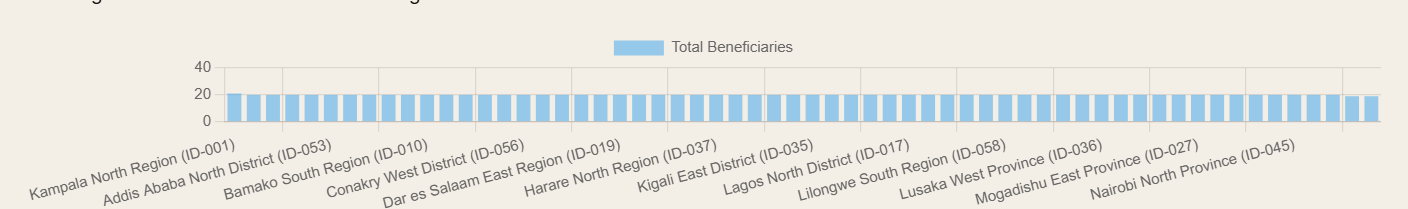 Total Beneficiaries
40
20
0
Kampala North Region (ID-001)
Addis Ababa North District (ID-053)
Bamako South Region (ID-010)
Conakry West District (ID-056)
Dar es Salaam East Region (ID-019)
Harare North Region (ID-037)
Kigali East District (ID-035)
Lagos North District (ID-017)
Lilongwe South Region (ID-058)
Lusaka West Province (ID-036)
Mogadishu East Province (ID-027)
Nairobi North Province (ID-045)